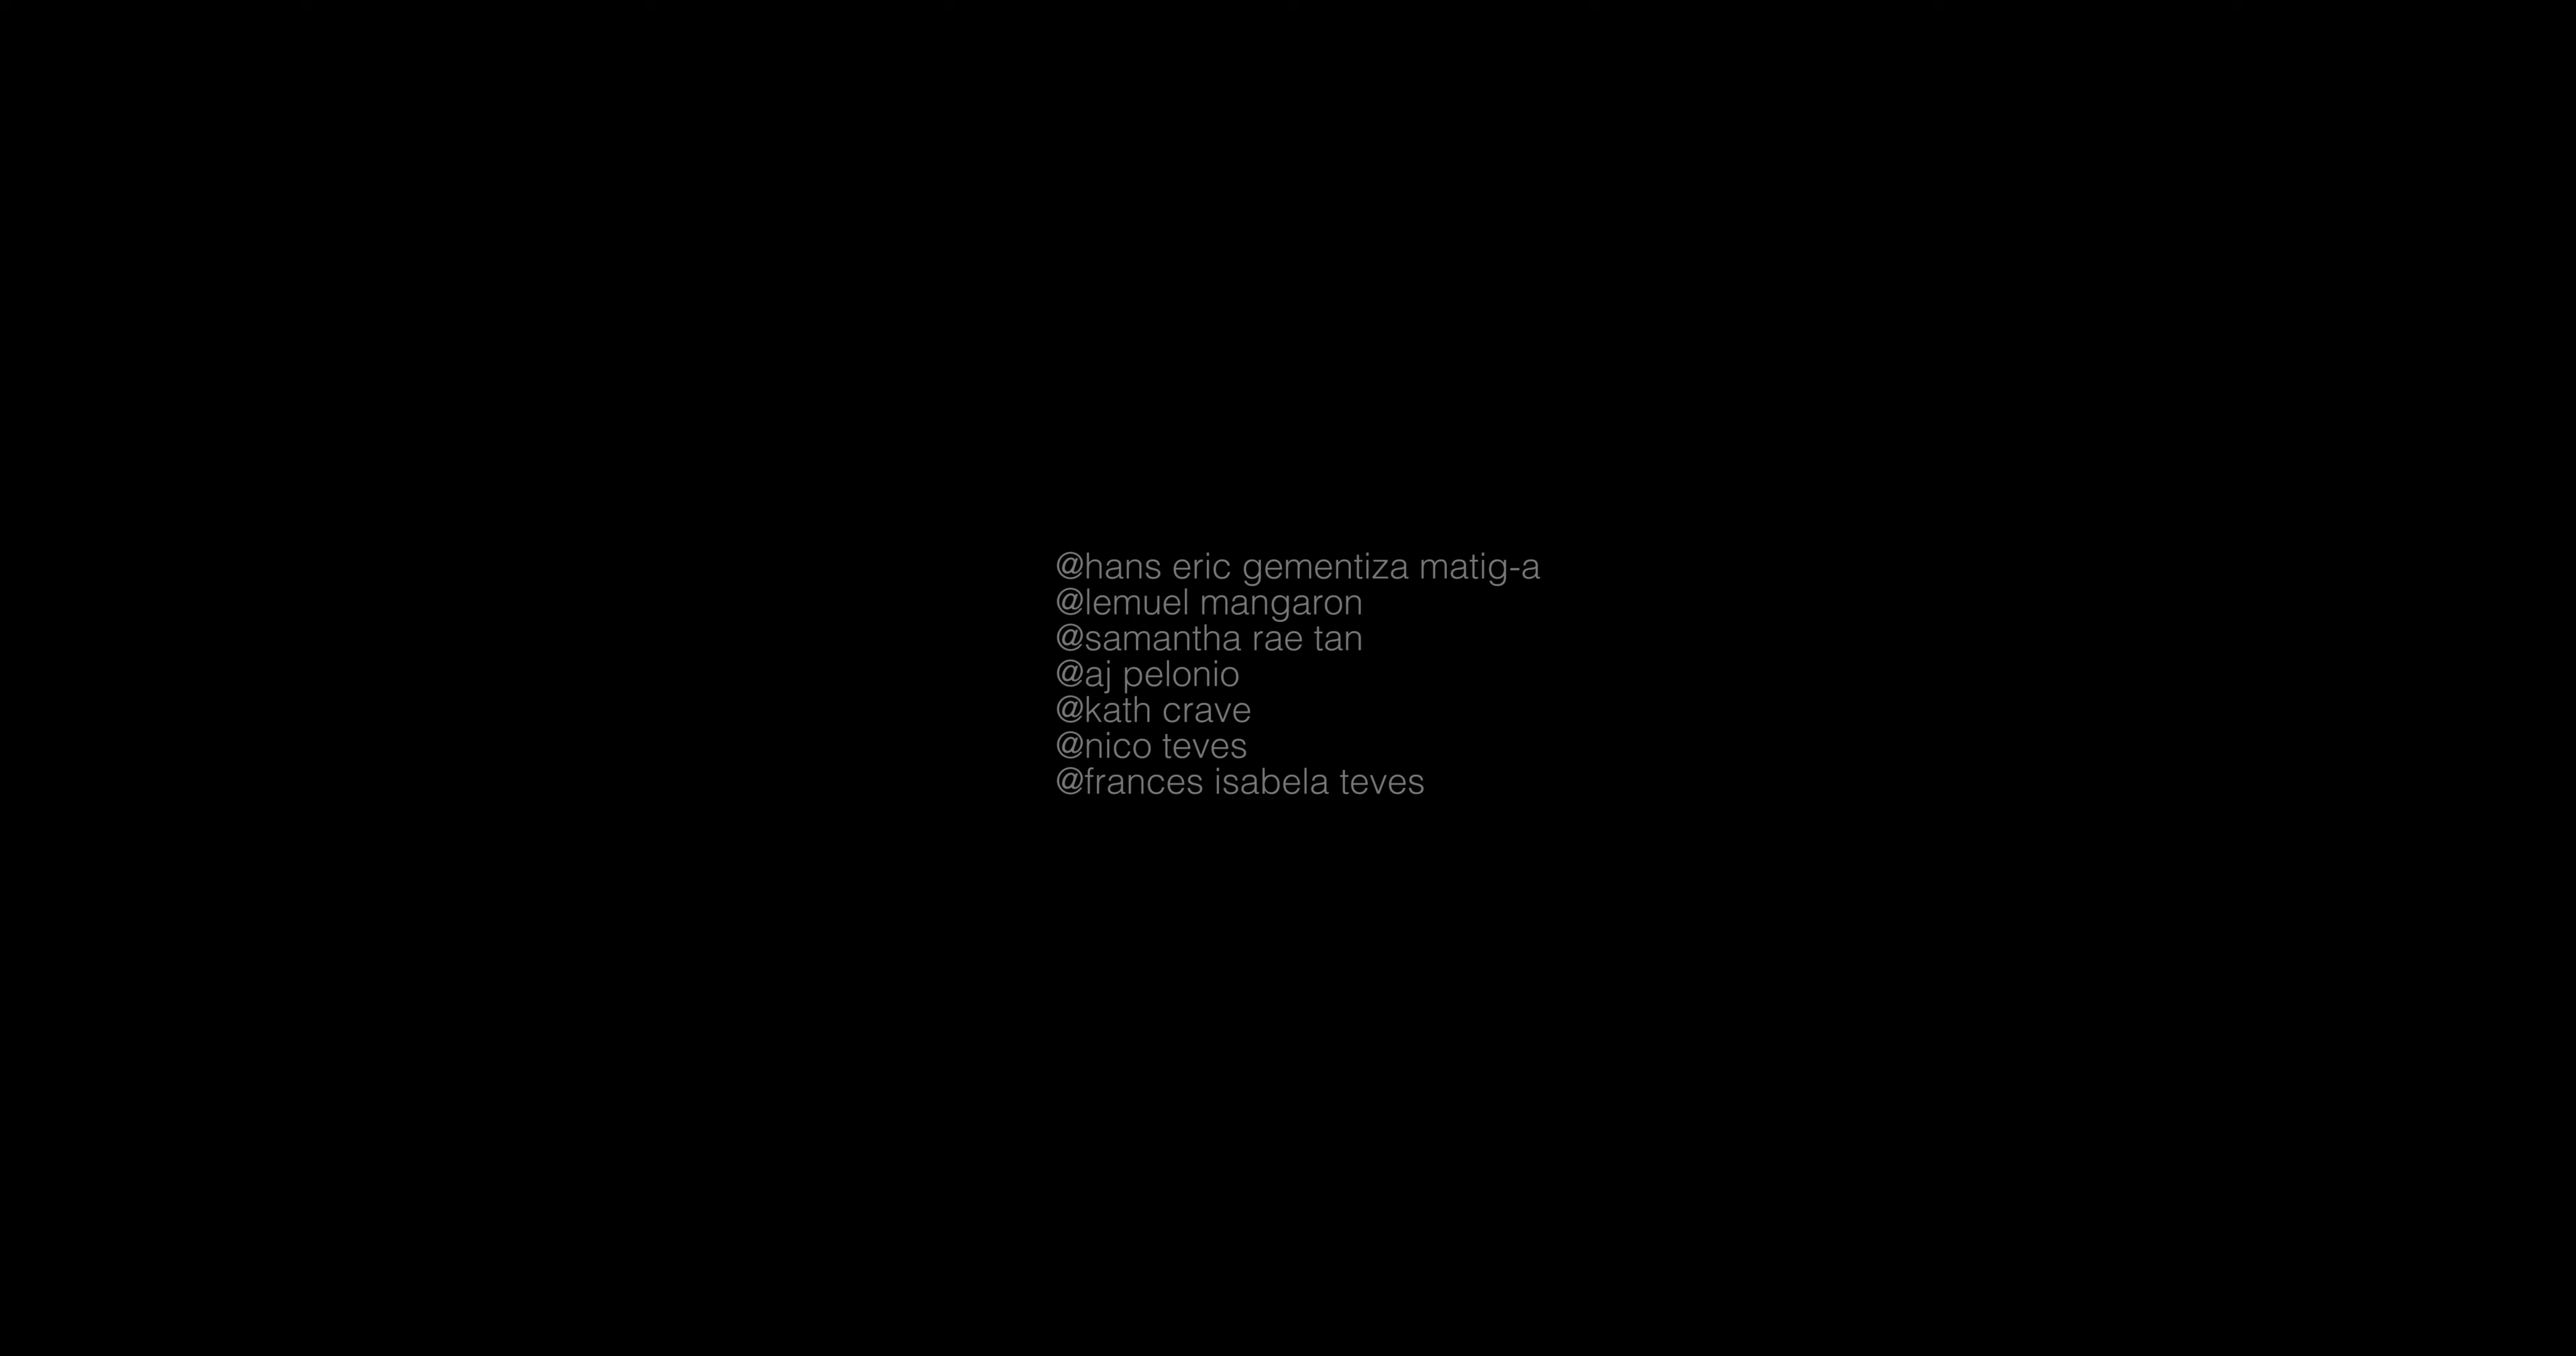 @hans eric gementiza matig-a
@lemuel mangaron
@samantha rae tan
@aj pelonio
@kath crave
@nico teves
@frances isabela teves